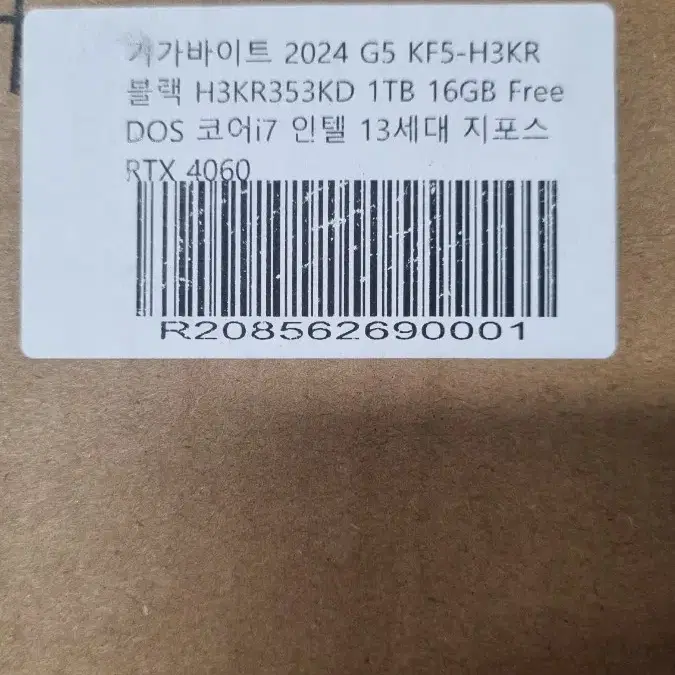 기가바이트 2024 G5 KF5-H3KR
블랙 H3KR353KD 1TB 16GB Free
DOS 코어i7 인텔 13세대 지포스
RTX 4060
R208562690001